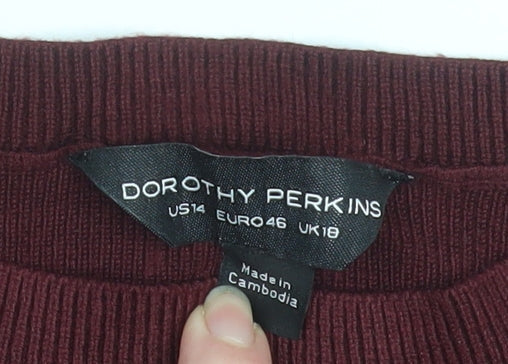 DOROTHY PERKINS
US14 EURO46 UK18
Made in
Cambodia